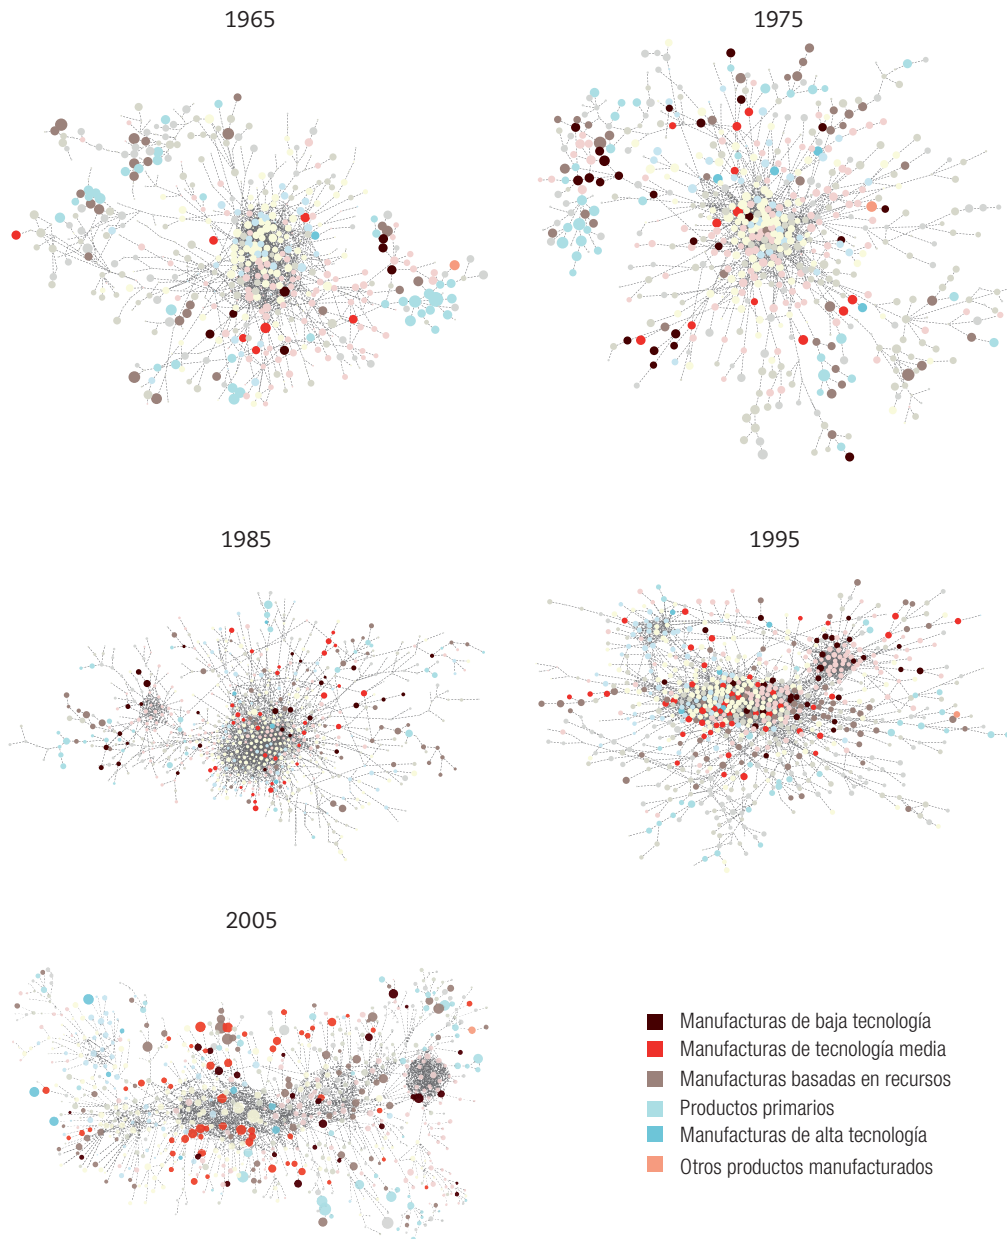 1965
1975
1985
1995
2005
Manufacturas de baja tecnología
Manufacturas de tecnología media
Manufacturas basadas en recursos
Productos primarios
Manufacturas de alta tecnología
Otros productos manufacturados